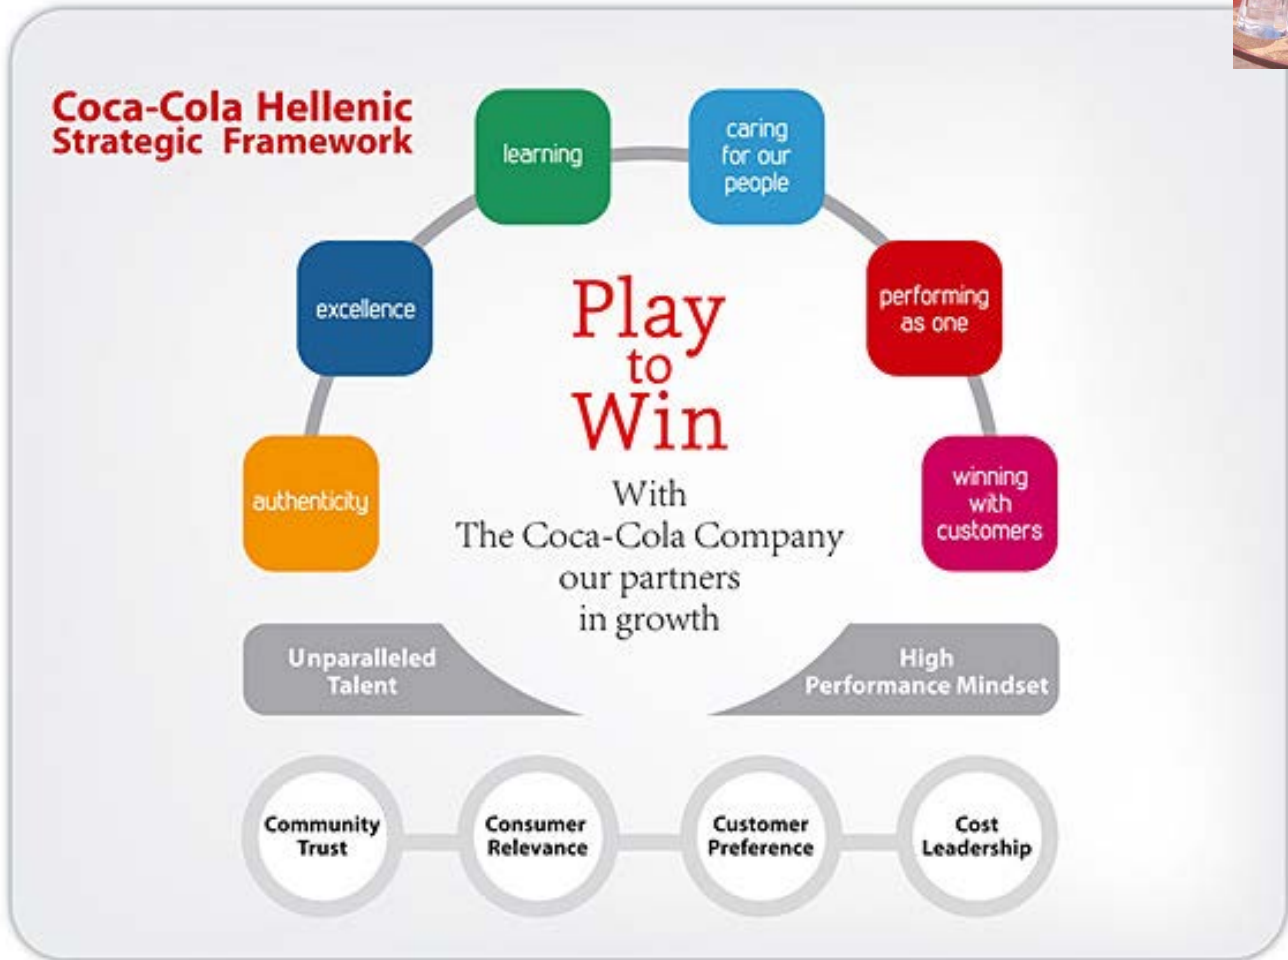 Coca-Cola Hellenic
Strategic Framework
learning
caring
for our
people
excellence
performing
as one
authenticity
winning
with
customers
Play
to
Win
With
The Coca-Cola Company
our partners
in growth
Unparalleled
Talent
High
Performance Mindset
Community
Trust
Consumer
Relevance
Customer
Preference
Cost
Leadership